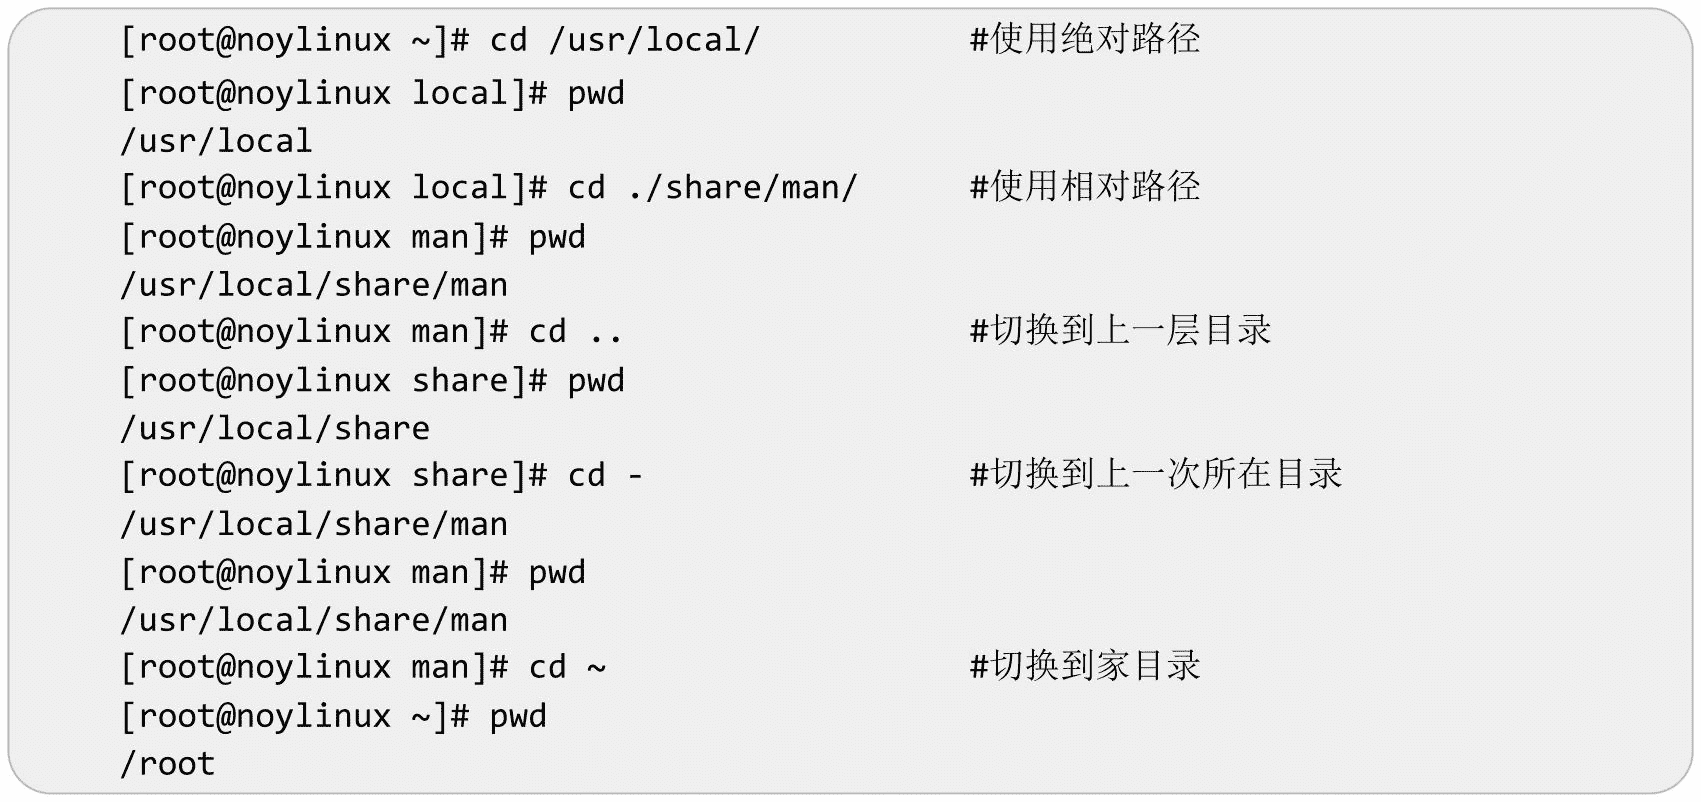 [root@noylinux ~]# cd /usr/local/ #使用绝对路径
[root@noylinux local]# pwd
/usr/local
[root@noylinux local]# cd ./share/man/ #使用相对路径
[root@noylinux man]# pwd
/usr/local/share/man
[root@noylinux man]# cd .. #切换到上一层目录
[root@noylinux share]# pwd
/usr/local/share
[root@noylinux share]# cd - #切换到上一次所在目录
/usr/local/share/man
[root@noylinux man]# pwd
/usr/local/share/man
[root@noylinux man]# cd ~ #切换到家目录
[root@noylinux ~]# pwd
/root